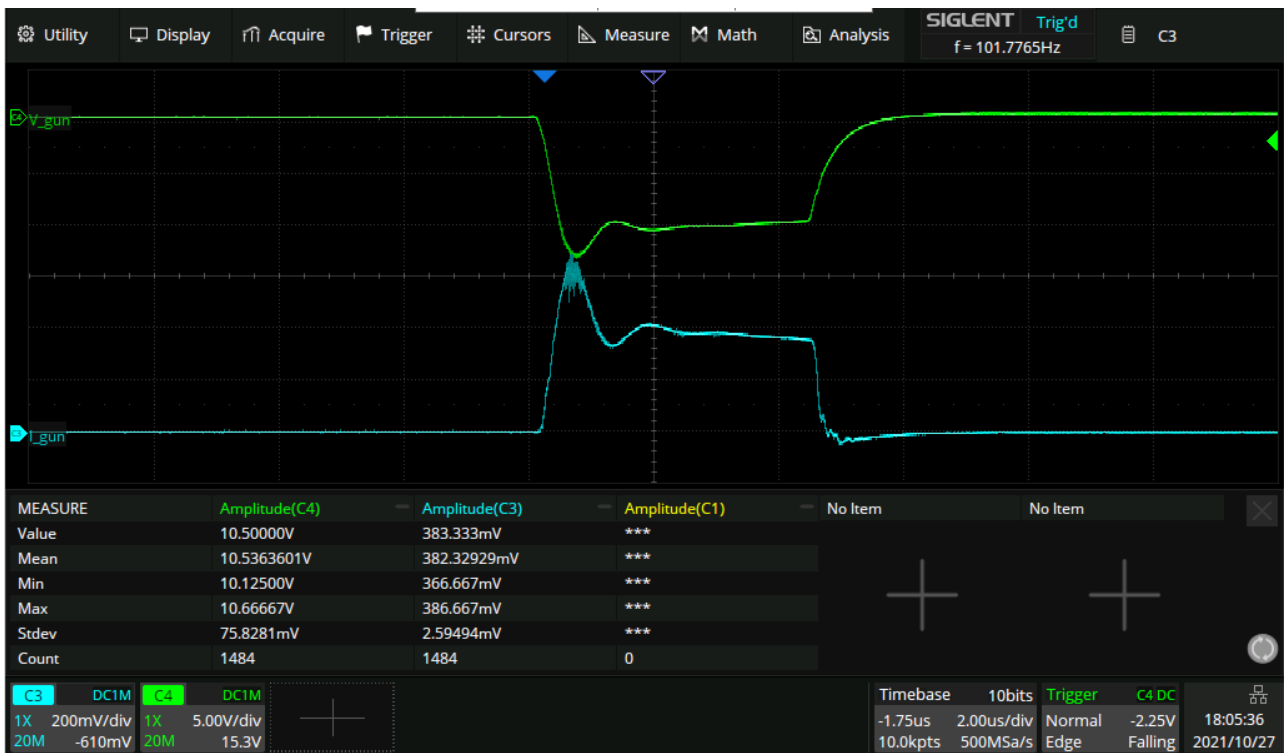 Utility Display Acquire Trigger Cursors Measure Math Analysis SIGLENT Trig'd C3
f = 101.7765Hz
C4 V_gun
C3 I_gun
MEASURE Amplitude(C4) Amplitude(C3) Amplitude(C1) No Item No Item
Value 10.50000V 383.333mV ***
Mean 10.5363601V 382.32929mV ***
Min 10.12500V 366.667mV ***
Max 10.66667V 386.667mV ***
Stdev 75.8281mV 2.59494mV ***
Count 1484 1484 0
C3 DC1M C4 DC1M Timebase 10bits Trigger C4 DC
1X 200mV/div 1X 5.00V/div -1.75us 2.00us/div Normal -2.25V 18:05:36
20M -610mV 20M 15.3V 10.0kpts 500MSa/s Edge Falling 2021/10/27